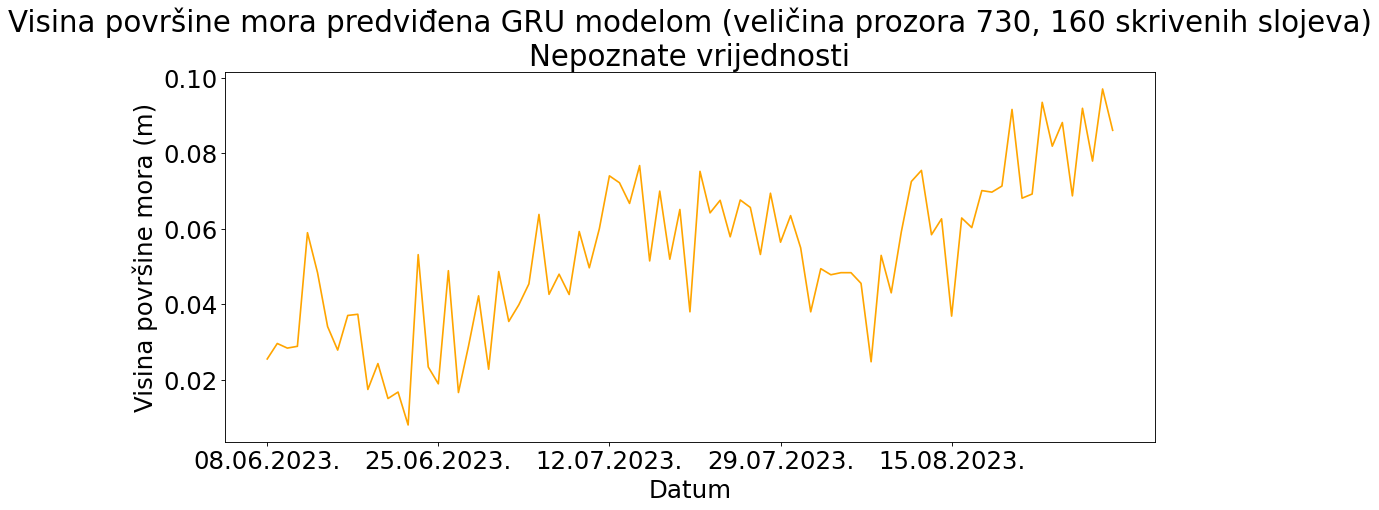 Visina površine mora predviđena GRU modelom (veličina prozora 730, 160 skrivenih slojeva)
Nepoznate vrijednosti
Visina površine mora (m)
0.10
0.08
0.06
0.04
0.02
08.06.2023. 25.06.2023. 12.07.2023. 29.07.2023. 15.08.2023.
Datum